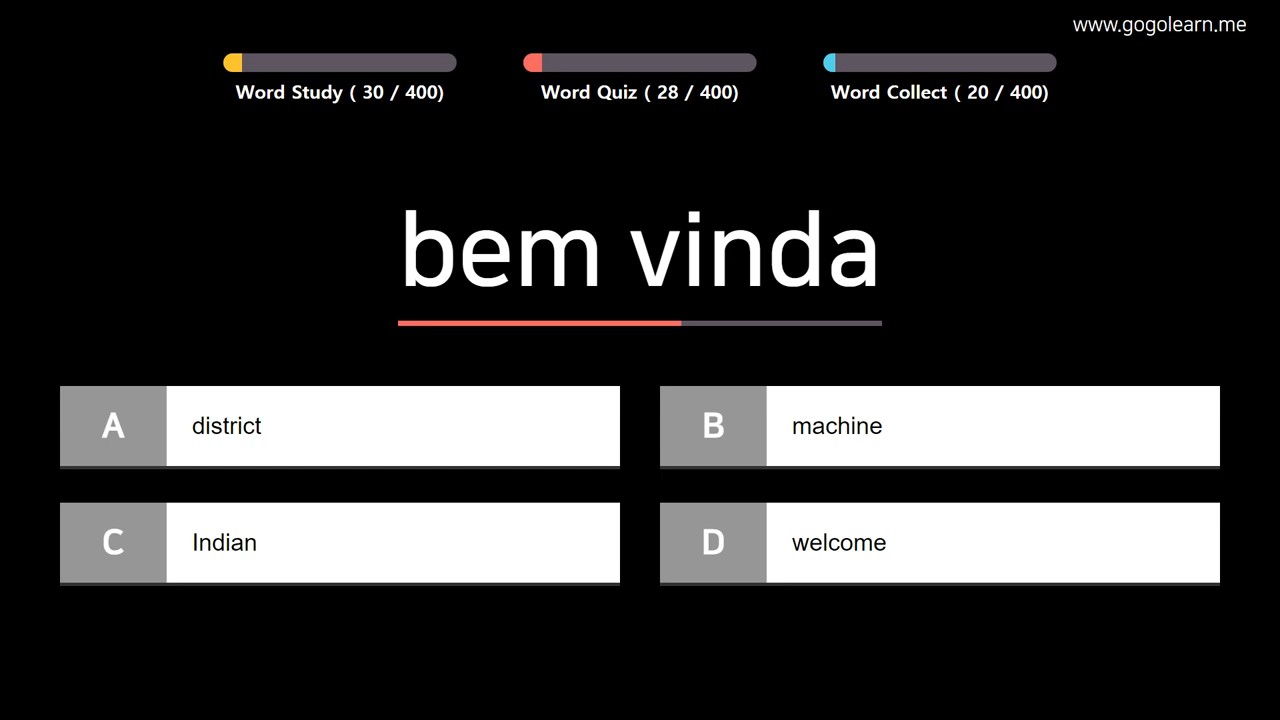 www.gogolearn.me
Word Study ( 30 / 400)
Word Quiz ( 28 / 400)
Word Collect ( 20 / 400)
bem vinda
A district
B machine
C Indian
D welcome